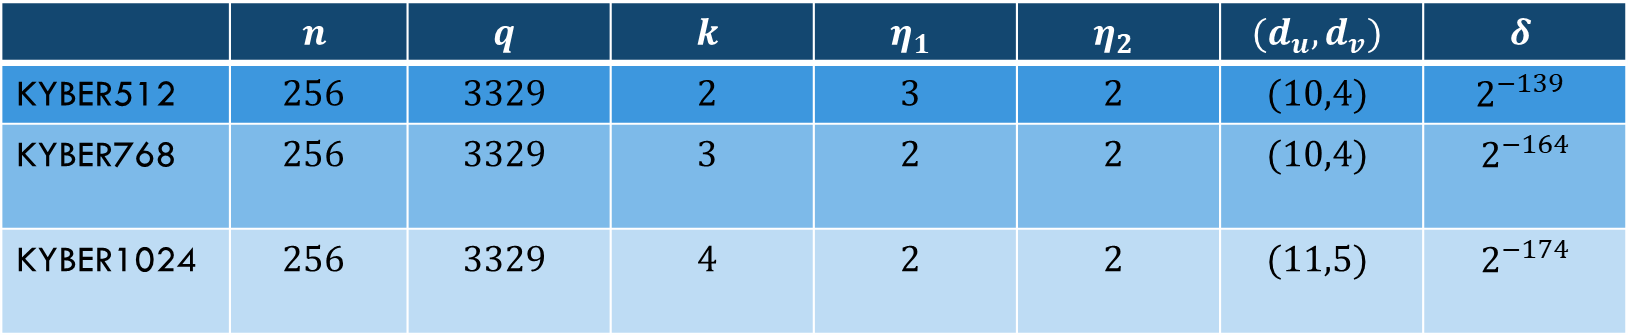 n q k η₁ η₂ (dᵤ, dᵥ) δ
KYBER512 256 3329 2 3 2 (10,4) 2⁻¹³⁹
KYBER768 256 3329 3 2 2 (10,4) 2⁻¹⁶⁴
KYBER1024 256 3329 4 2 2 (11,5) 2⁻¹⁷⁴